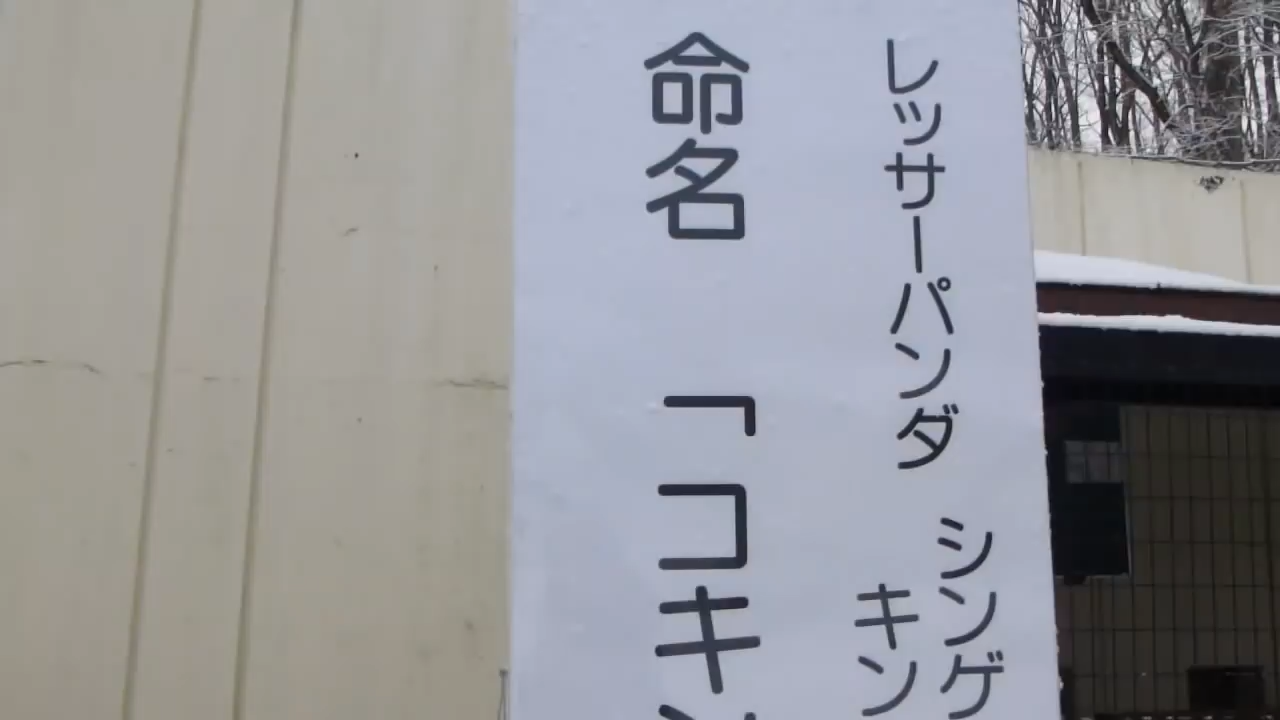 レッサーパンダ
シンゲ
キン
命名 「コキ